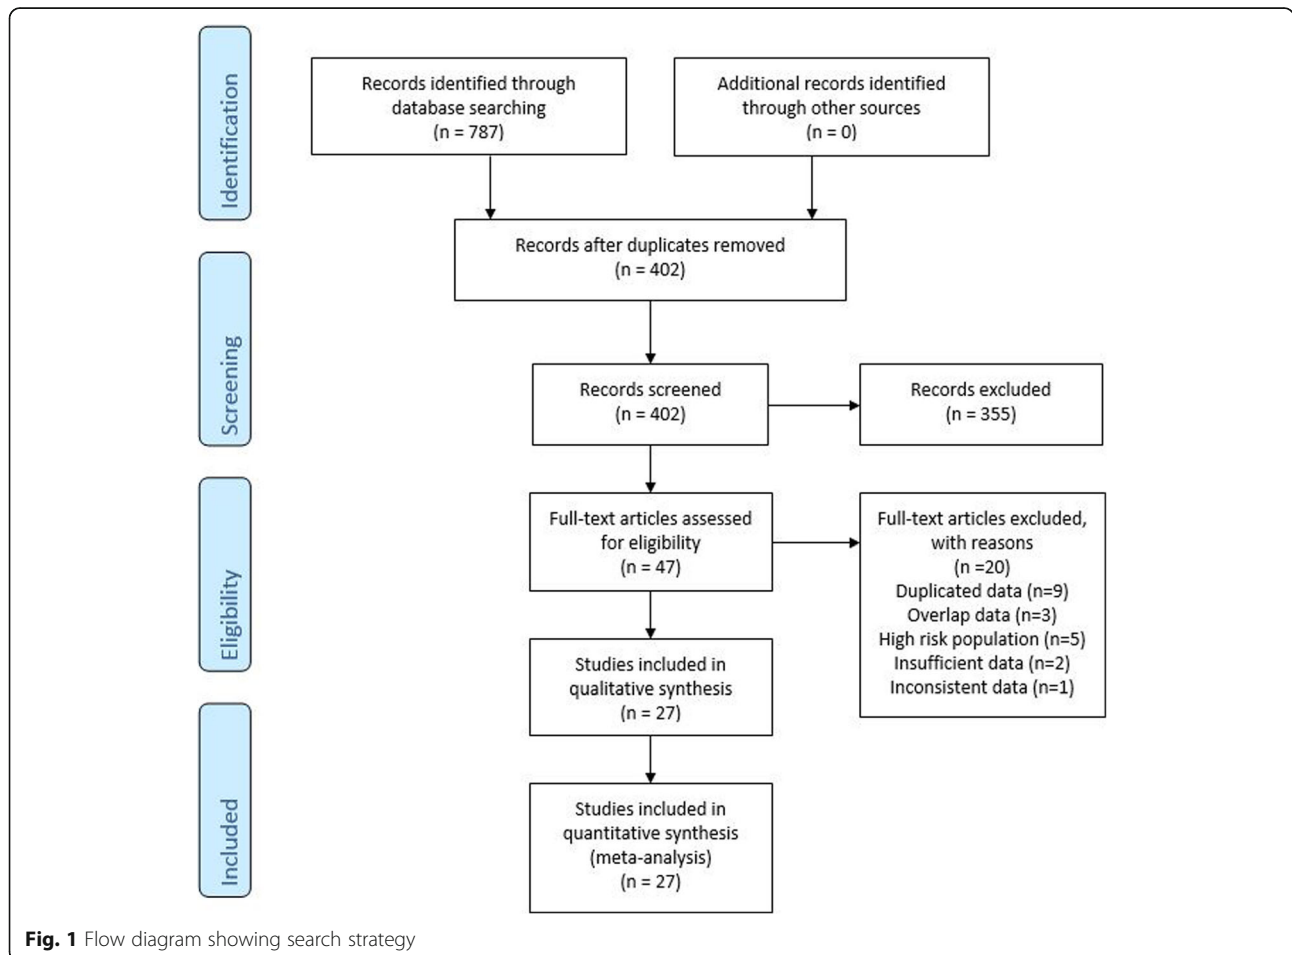 Identification
Records identified through
database searching
(n = 787)
Additional records identified
through other sources
(n = 0)
Records after duplicates removed
(n = 402)
Screening
Records screened
(n = 402)
Records excluded
(n = 355)
Eligibility
Full-text articles assessed
for eligibility
(n = 47)
Full-text articles excluded,
with reasons
(n =20)
Duplicated data (n=9)
Overlap data (n=3)
High risk population (n=5)
Insufficient data (n=2)
Inconsistent data (n=1)
Studies included in
qualitative synthesis
(n = 27)
Included
Studies included in
quantitative synthesis
(meta-analysis)
(n = 27)
Fig. 1 Flow diagram showing search strategy